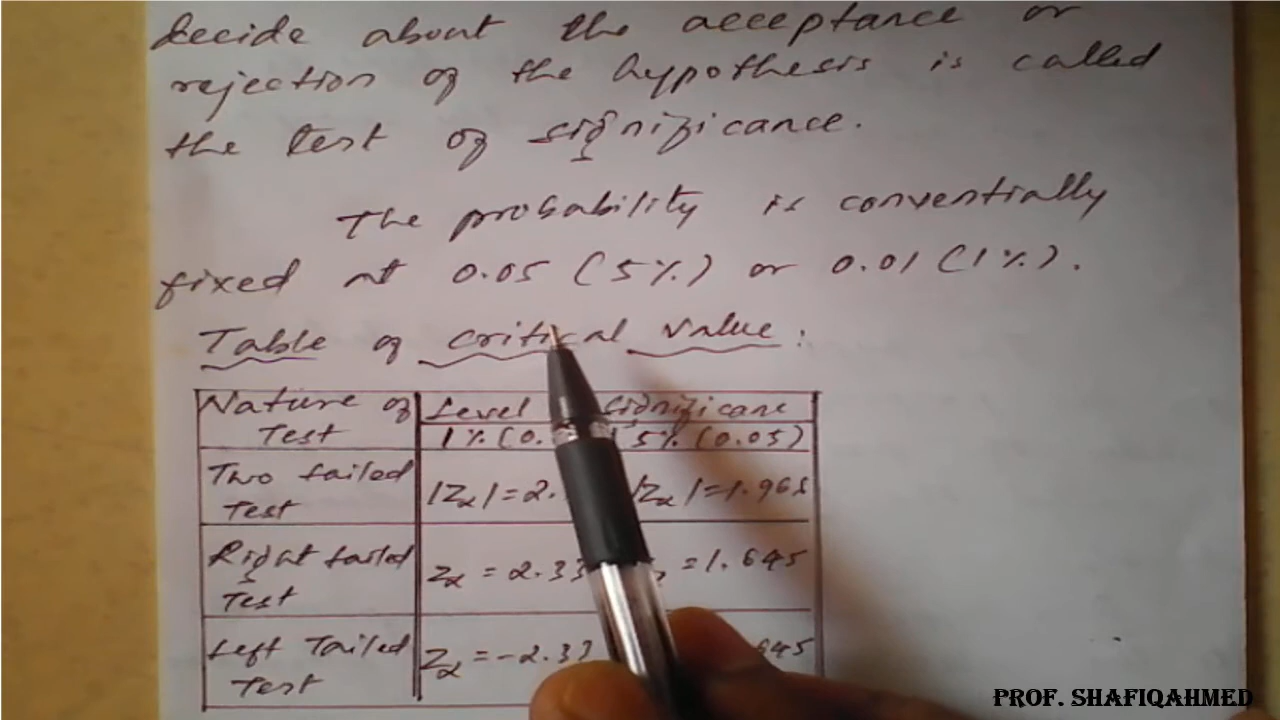 decide about the acceptance or
rejection of the hypothesis is called
the test of significance.
The probability is conventially
fixed at 0.05 (5%) or 0.01 (1%).
Table of critical value:
Nature of Level significane
Test 1% (0. 5% (0.05)
Two tailed
Test |Zα| = 2. |Zα| = 1.966
Right tailed
Test Zα = 2.33 = 1.645
Left Tailed
Test Zα = -2.33 645
PROF. SHAFIQAHMED